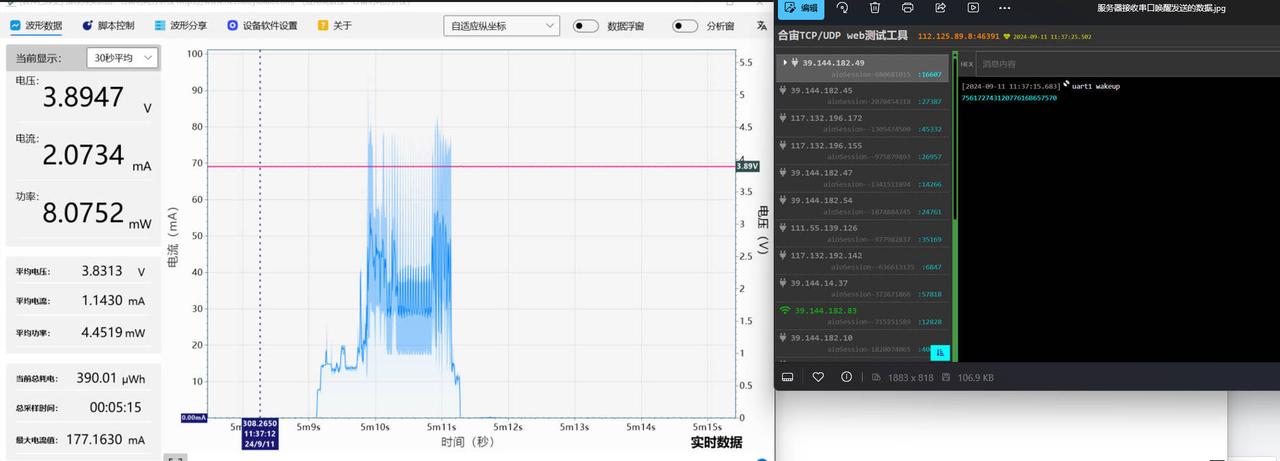 波形数据
脚本控制
波形分享
设备软件设置
关于
自适应纵坐标
数据浮窗
分析窗
当前显示:
30秒平均
电压:
3.8947 V
电流:
2.0734 mA
功率:
8.0752 mW
平均电压: 3.8313 V
平均电流: 1.1430 mA
平均功率: 4.4519 mW
当前总耗电: 390.01 μWh
总采样时间: 00:05:15
最大电流值: 177.1630 mA
电流（mA）
100
90
80
70
60
50
40
30
20
10
0.00mA
5.5
5
4.5
4
3.89V
3.5
3
2.5
2
1.5
1
0.5
0
电压（V）
5m
308.2650
11:37:12
24/9/11
5m9s
5m10s
5m11s
5m12s
5m13s
5m14s
5m15s
时间（秒）
实时数据
编辑
服务器接收串口唤醒发送的数据.jpg
合宙TCP/UDP web测试工具 112.125.89.8:46391 2024-09-11 11:37:25.502
39.144.182.49
aioSession-680681015 :16607
39.144.182.45
aioSession-2070454318 :27387
117.132.196.172
aioSession--1305474500 :45332
117.132.196.155
aioSession--975879893 :26957
39.144.182.47
aioSession--1341511894 :14266
39.144.182.54
aioSession--1874884245 :24761
111.55.139.126
aioSession--977982837 :35169
117.132.192.142
aioSession--636613135 :6847
39.144.14.37
aioSession--373671866 :57818
39.144.182.83
aioSession--715351589 :12828
39.144.182.10
aioSession--1820074065
HEX 消息内容
[2024-09-11 11:37:15.683] uart1 wakeup
756172743120776168657570
1883 x 818
106.9 KB